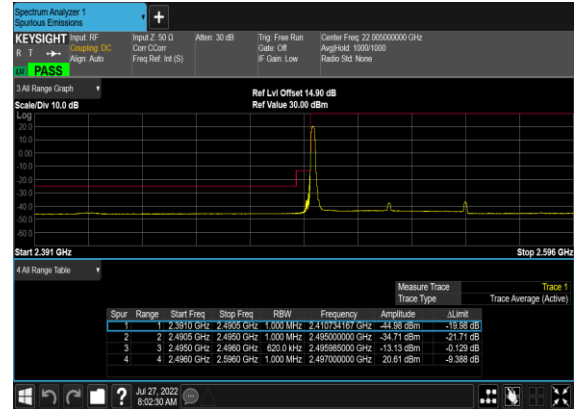 Spectrum Analyzer 1
Spurious Emissions
KEYSIGHT Input: RF Input Z: 50 Ω Atten: 30 dB Trig: Free Run Center Freq: 22.005000000 GHz
R T Coupling: DC Corr CCorr Gate: Off Avg|Hold: 1000/1000
Align: Auto Freq Ref: Int (S) IF Gain: Low Radio Std: None
PASS
3 All Range Graph
Ref Lvl Offset 14.90 dB
Scale/Div 10.0 dB Ref Value 30.00 dBm
Log
20.0
10.0
0.00
-10.0
-20.0
-30.0
-40.0
-50.0
-60.0
Start 2.391 GHz Stop 2.596 GHz
4 All Range Table
Measure Trace Trace 1
Trace Type Trace Average (Active)
Spur Range Start Freq Stop Freq RBW Frequency Amplitude ΔLimit
1 1 2.3910 GHz 2.4905 GHz 1.000 MHz 2.410734167 GHz -44.98 dBm -19.98 dB
2 2 2.4905 GHz 2.4950 GHz 1.000 MHz 2.495000000 GHz -34.71 dBm -21.71 dB
3 3 2.4950 GHz 2.4960 GHz 620.0 kHz 2.495985000 GHz -13.13 dBm -0.129 dB
4 4 2.4960 GHz 2.5960 GHz 1.000 MHz 2.497000000 GHz 20.61 dBm -9.388 dB
? Jul 27, 2022
8:02:30 AM